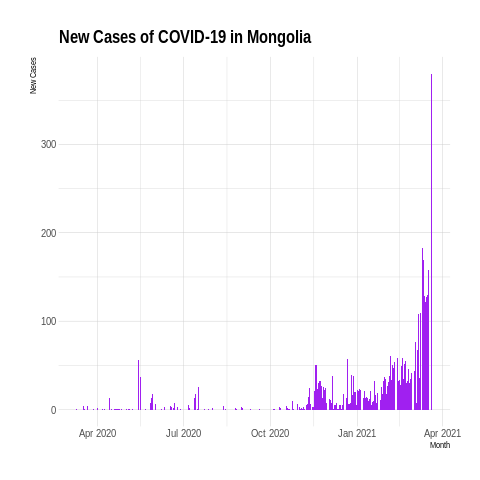 New Cases of COVID-19 in Mongolia
New Cases
300
200
100
0
Apr 2020 Jul 2020 Oct 2020 Jan 2021 Apr 2021
Month